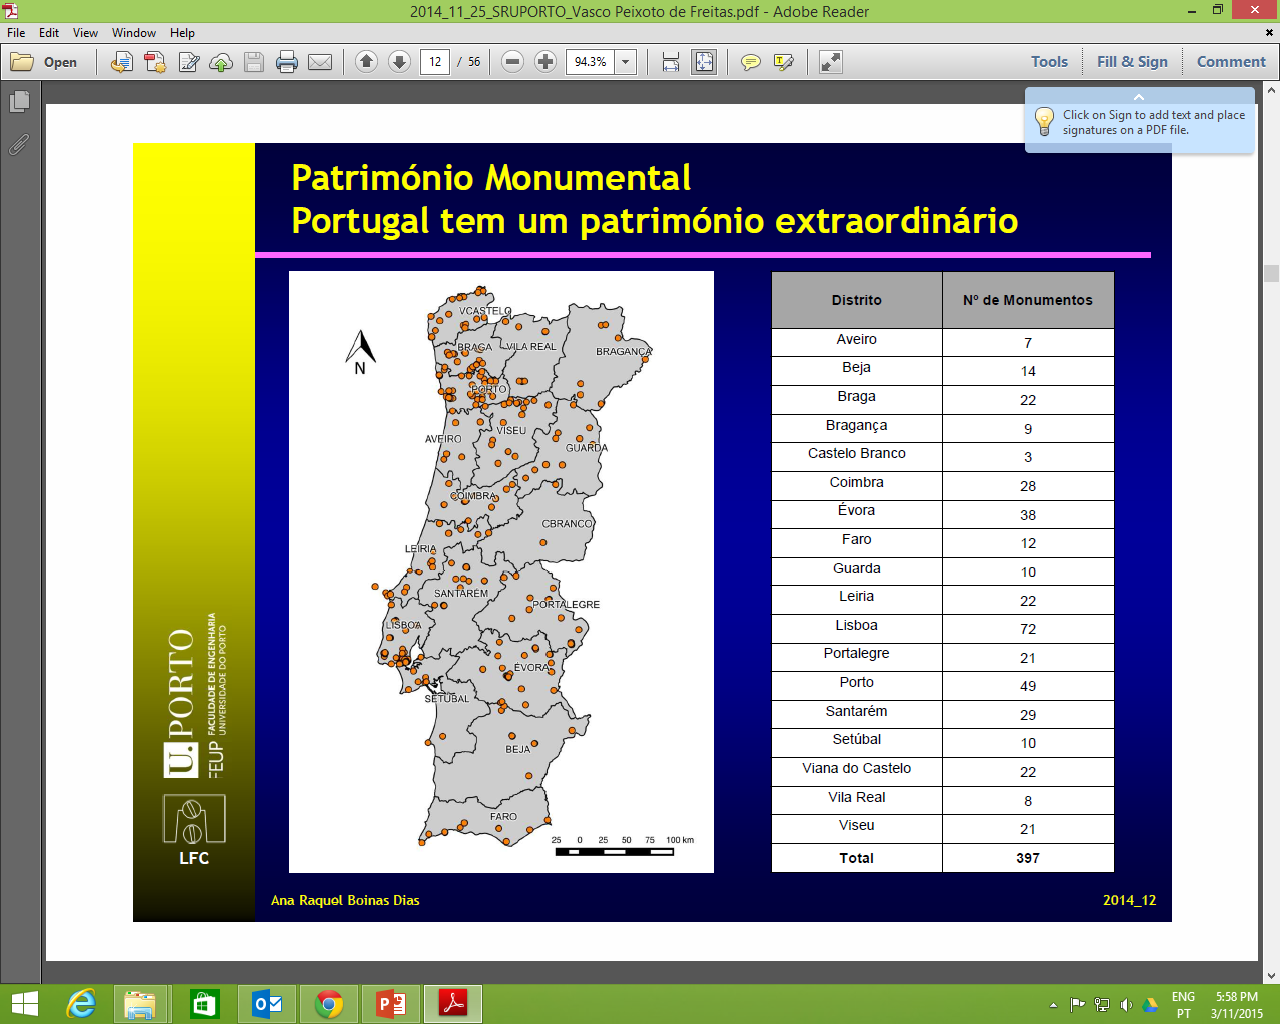 2014_11_25_SRUPORTO_Vasco Peixoto de Freitas.pdf - Adobe Reader
File Edit View Window Help
Open 12 / 56 94.3% Tools Fill & Sign Comment
Click on Sign to add text and place
signatures on a PDF file.
Património Monumental
Portugal tem um património extraordinário
N
VCASTELO
BRAGA
VILA REAL
BRAGANÇA
PORTO
AVEIRO
VISEU
GUARDA
COIMBRA
CBRANCO
LEIRIA
SANTARÉM
PORTALEGRE
LISBOA
ÉVORA
SETÚBAL
BEJA
FARO
25 0 25 50 75 100 km
Distrito Nº de Monumentos
Aveiro 7
Beja 14
Braga 22
Bragança 9
Castelo Branco 3
Coimbra 28
Évora 38
Faro 12
Guarda 10
Leiria 22
Lisboa 72
Portalegre 21
Porto 49
Santarém 29
Setúbal 10
Viana do Castelo 22
Vila Real 8
Viseu 21
Total 397
U. PORTO
FEUP FACULDADE DE ENGENHARIA
UNIVERSIDADE DO PORTO
LFC
Ana Raquel Boinas Dias
2014_12
ENG 5:58 PM
PT 3/11/2015